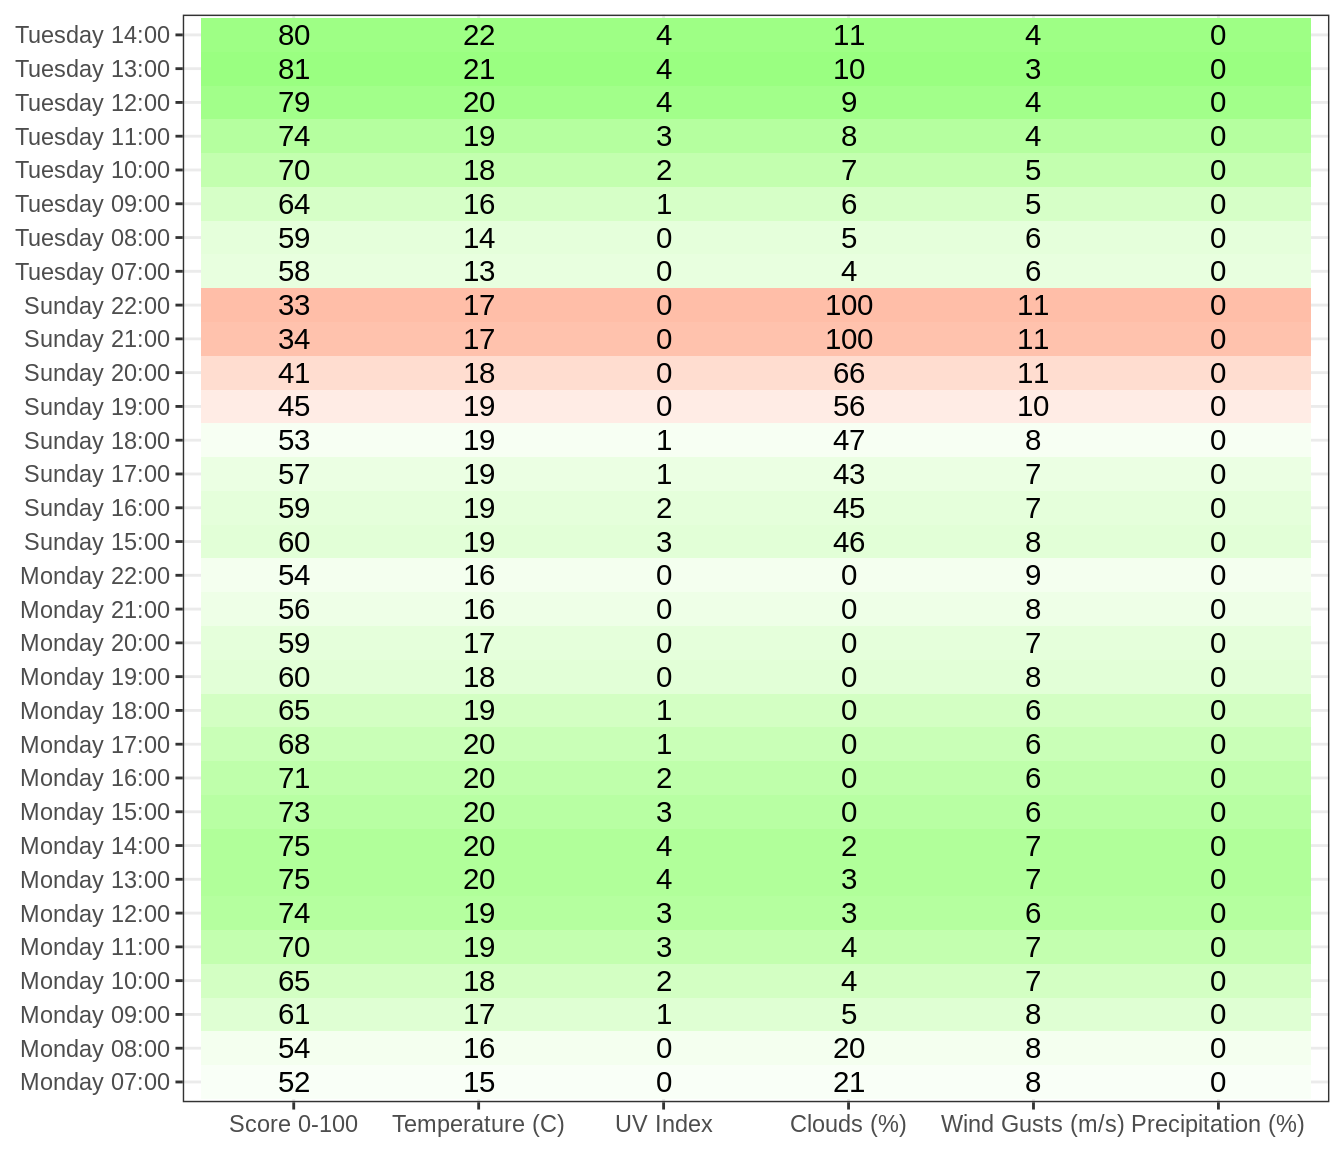 Tuesday 14:00 80 22 4 11 4 0
Tuesday 13:00 81 21 4 10 3 0
Tuesday 12:00 79 20 4 9 4 0
Tuesday 11:00 74 19 3 8 4 0
Tuesday 10:00 70 18 2 7 5 0
Tuesday 09:00 64 16 1 6 5 0
Tuesday 08:00 59 14 0 5 6 0
Tuesday 07:00 58 13 0 4 6 0
Sunday 22:00 33 17 0 100 11 0
Sunday 21:00 34 17 0 100 11 0
Sunday 20:00 41 18 0 66 11 0
Sunday 19:00 45 19 0 56 10 0
Sunday 18:00 53 19 1 47 8 0
Sunday 17:00 57 19 1 43 7 0
Sunday 16:00 59 19 2 45 7 0
Sunday 15:00 60 19 3 46 8 0
Monday 22:00 54 16 0 0 9 0
Monday 21:00 56 16 0 0 8 0
Monday 20:00 59 17 0 0 7 0
Monday 19:00 60 18 0 0 8 0
Monday 18:00 65 19 1 0 6 0
Monday 17:00 68 20 1 0 6 0
Monday 16:00 71 20 2 0 6 0
Monday 15:00 73 20 3 0 6 0
Monday 14:00 75 20 4 2 7 0
Monday 13:00 75 20 4 3 7 0
Monday 12:00 74 19 3 3 6 0
Monday 11:00 70 19 3 4 7 0
Monday 10:00 65 18 2 4 7 0
Monday 09:00 61 17 1 5 8 0
Monday 08:00 54 16 0 20 8 0
Monday 07:00 52 15 0 21 8 0
Score 0-100 Temperature (C) UV Index Clouds (%) Wind Gusts (m/s) Precipitation (%)